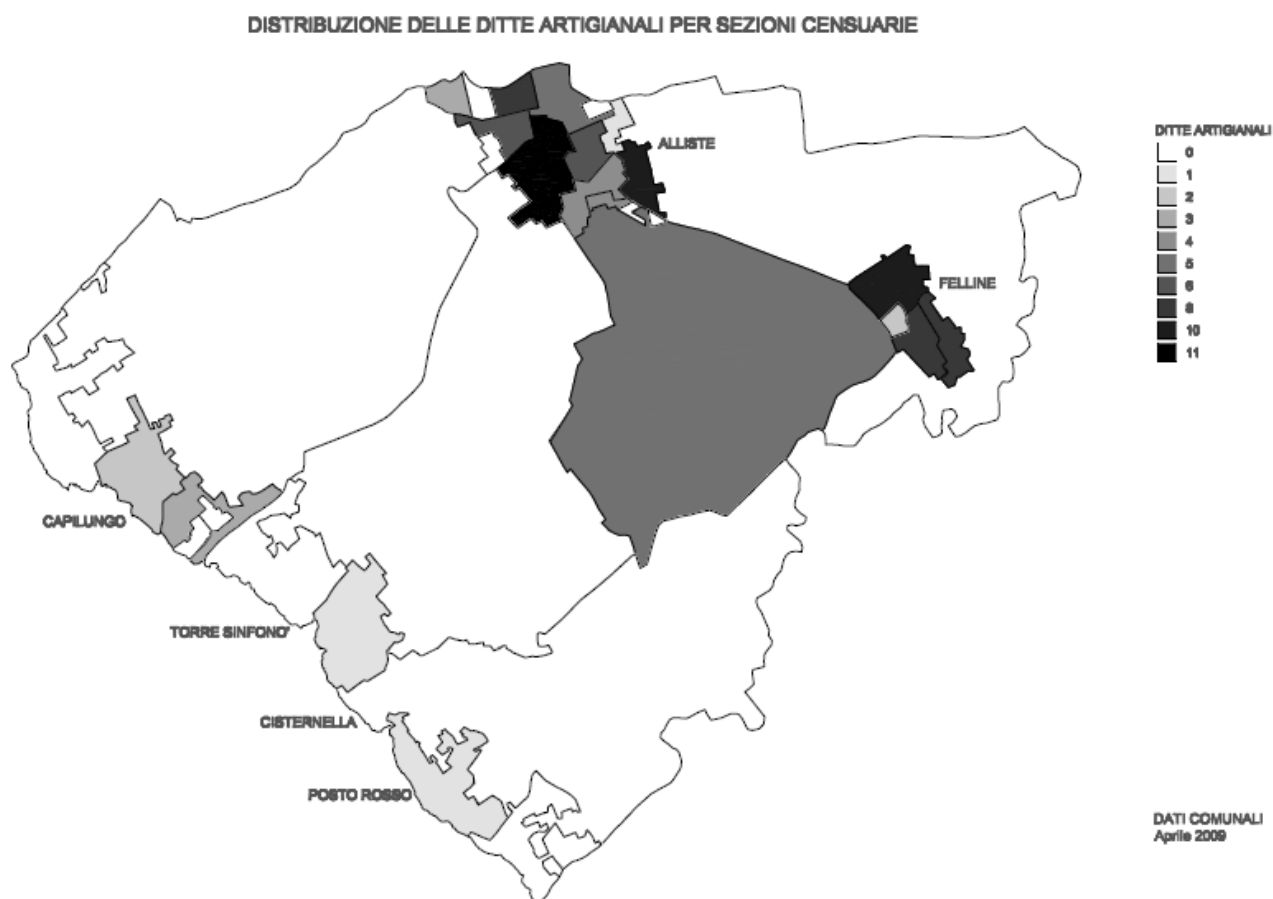 DISTRIBUZIONE DELLE DITTE ARTIGIANALI PER SEZIONI CENSUARIE
DITTE ARTIGIANALI
0
1
2
3
4
5
6
8
10
11
ALLISTE
FELLINE
CAPILUNGO
TORRE SINFONO'
CISTERNELLA
POSTO ROSSO
DATI COMUNALI
Aprile 2009